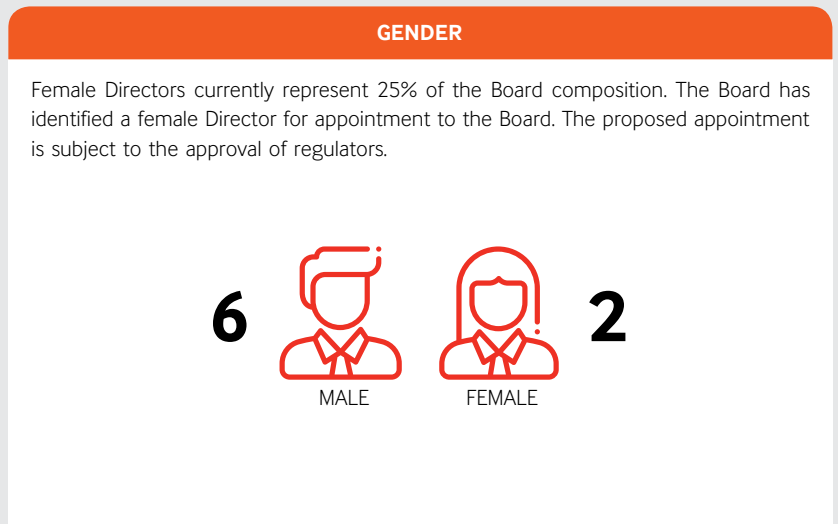 GENDER
Female Directors currently represent 25% of the Board composition. The Board has
identified a female Director for appointment to the Board. The proposed appointment
is subject to the approval of regulators.
6
2
MALE
FEMALE